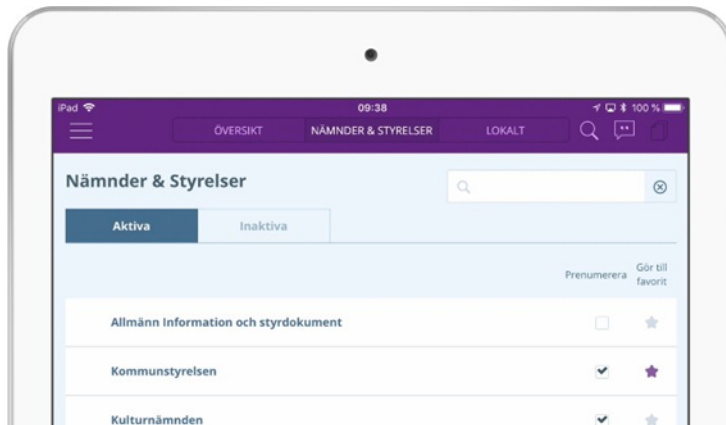 iPad 09:38 100 %
ÖVERSIKT NÄMNDER & STYRELSER LOKALT
Nämnder & Styrelser
Aktiva Inaktiva
Prenumerera Gör till
favorit
Allmänn Information och styrdokument
Kommunstyrelsen
Kulturnämnden